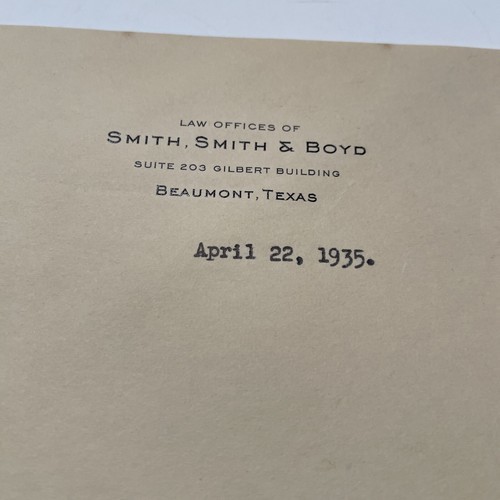 LAW OFFICES OF
SMITH, SMITH & BOYD
SUITE 203 GILBERT BUILDING
BEAUMONT, TEXAS
April 22, 1935.